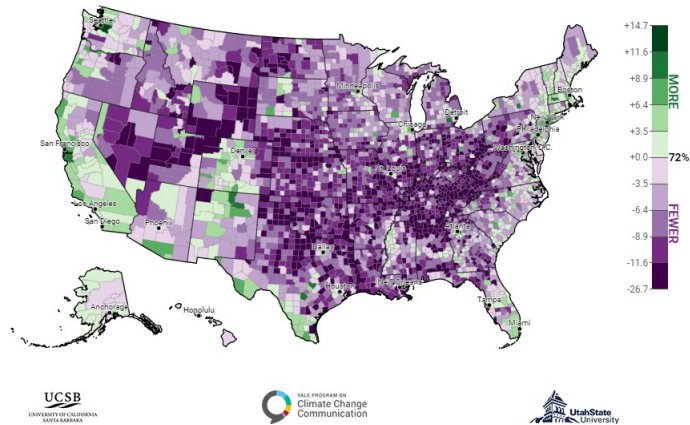 Seattle
Minneapolis
Boston
Detroit
Chicago
New York
Philadelphia
Washington, D.C.
San Francisco
Denver
St. Louis
Los Angeles
San Diego
Phoenix
Atlanta
Dallas
Houston
New Orleans
Tampa
Miami
Anchorage
Honolulu
+14.7
+11.6
+8.9
+6.4
+3.5
+0.0
72%
-3.5
-6.4
-8.9
-11.6
-26.7
MORE
FEWER
UCSB
UNIVERSITY OF CALIFORNIA
SANTA BARBARA
YALE PROGRAM ON
Climate Change
Communication
UtahState
University